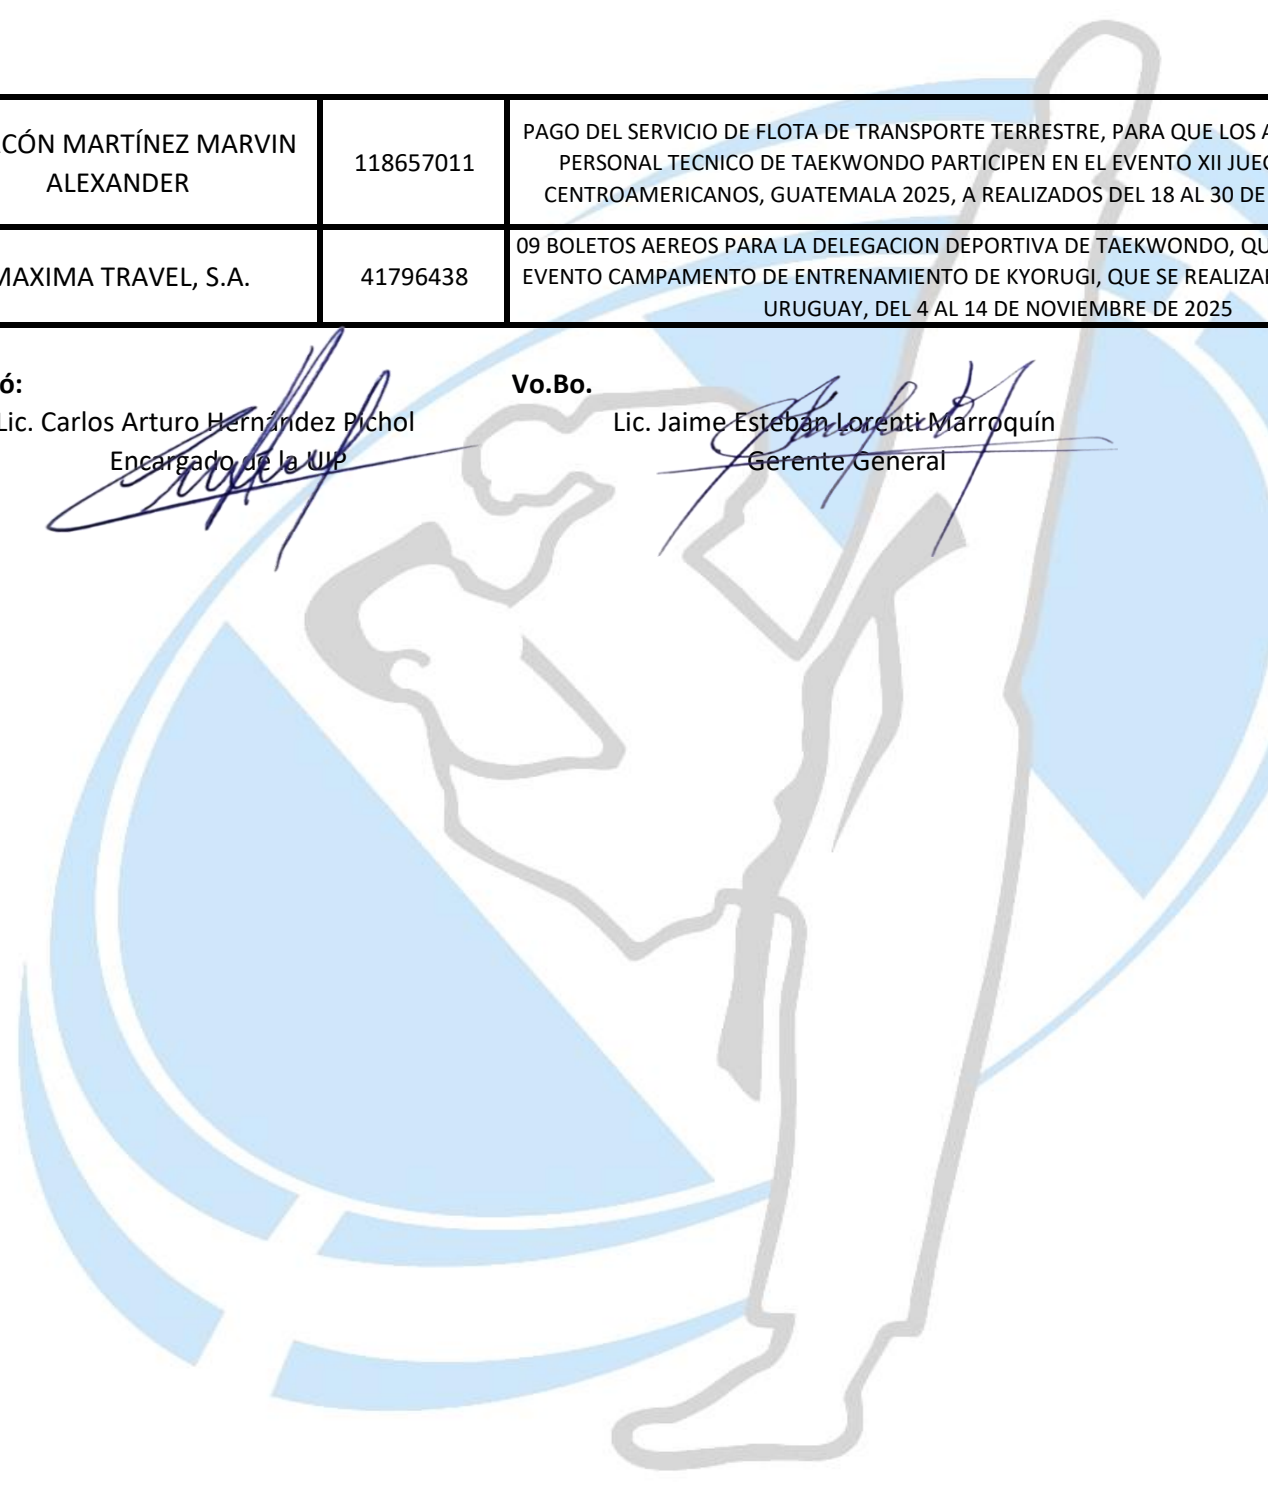 CÓN MARTÍNEZ MARVIN
ALEXANDER
118657011
PAGO DEL SERVICIO DE FLOTA DE TRANSPORTE TERRESTRE, PARA QUE LOS A
PERSONAL TECNICO DE TAEKWONDO PARTICIPEN EN EL EVENTO XII JUEG
CENTROAMERICANOS, GUATEMALA 2025, A REALIZADOS DEL 18 AL 30 DE
MAXIMA TRAVEL, S.A.
41796438
09 BOLETOS AEREOS PARA LA DELEGACION DEPORTIVA DE TAEKWONDO, QU
EVENTO CAMPAMENTO DE ENTRENAMIENTO DE KYORUGI, QUE SE REALIZAR
URUGUAY, DEL 4 AL 14 DE NOVIEMBRE DE 2025
ó:
Lic. Carlos Arturo Hernández Pichol
Encargado de la UIP
Vo.Bo.
Lic. Jaime Esteban Lorenti Marroquín
Gerente General